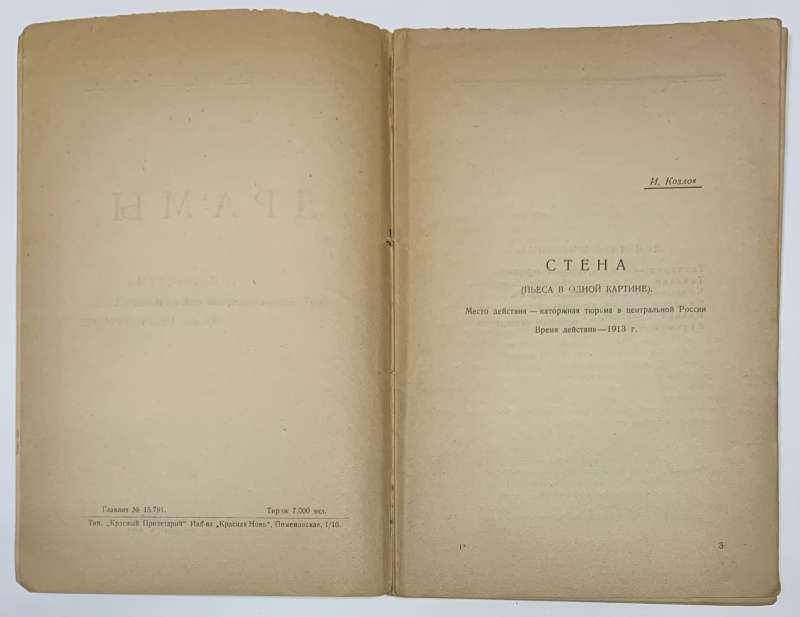 Главлит № 15.791. Тираж 7.000 экз.
Тип. „Красный Пролетарий“ Изд-ва „Красная Новь“, Пименовская, 1/16.
И. Козлов
СТЕНА
(ПЬЕСА В ОДНОЙ КАРТИНЕ).
Место действия — каторжная тюрьма в центральной России
Время действия — 1913 г.
1*
3